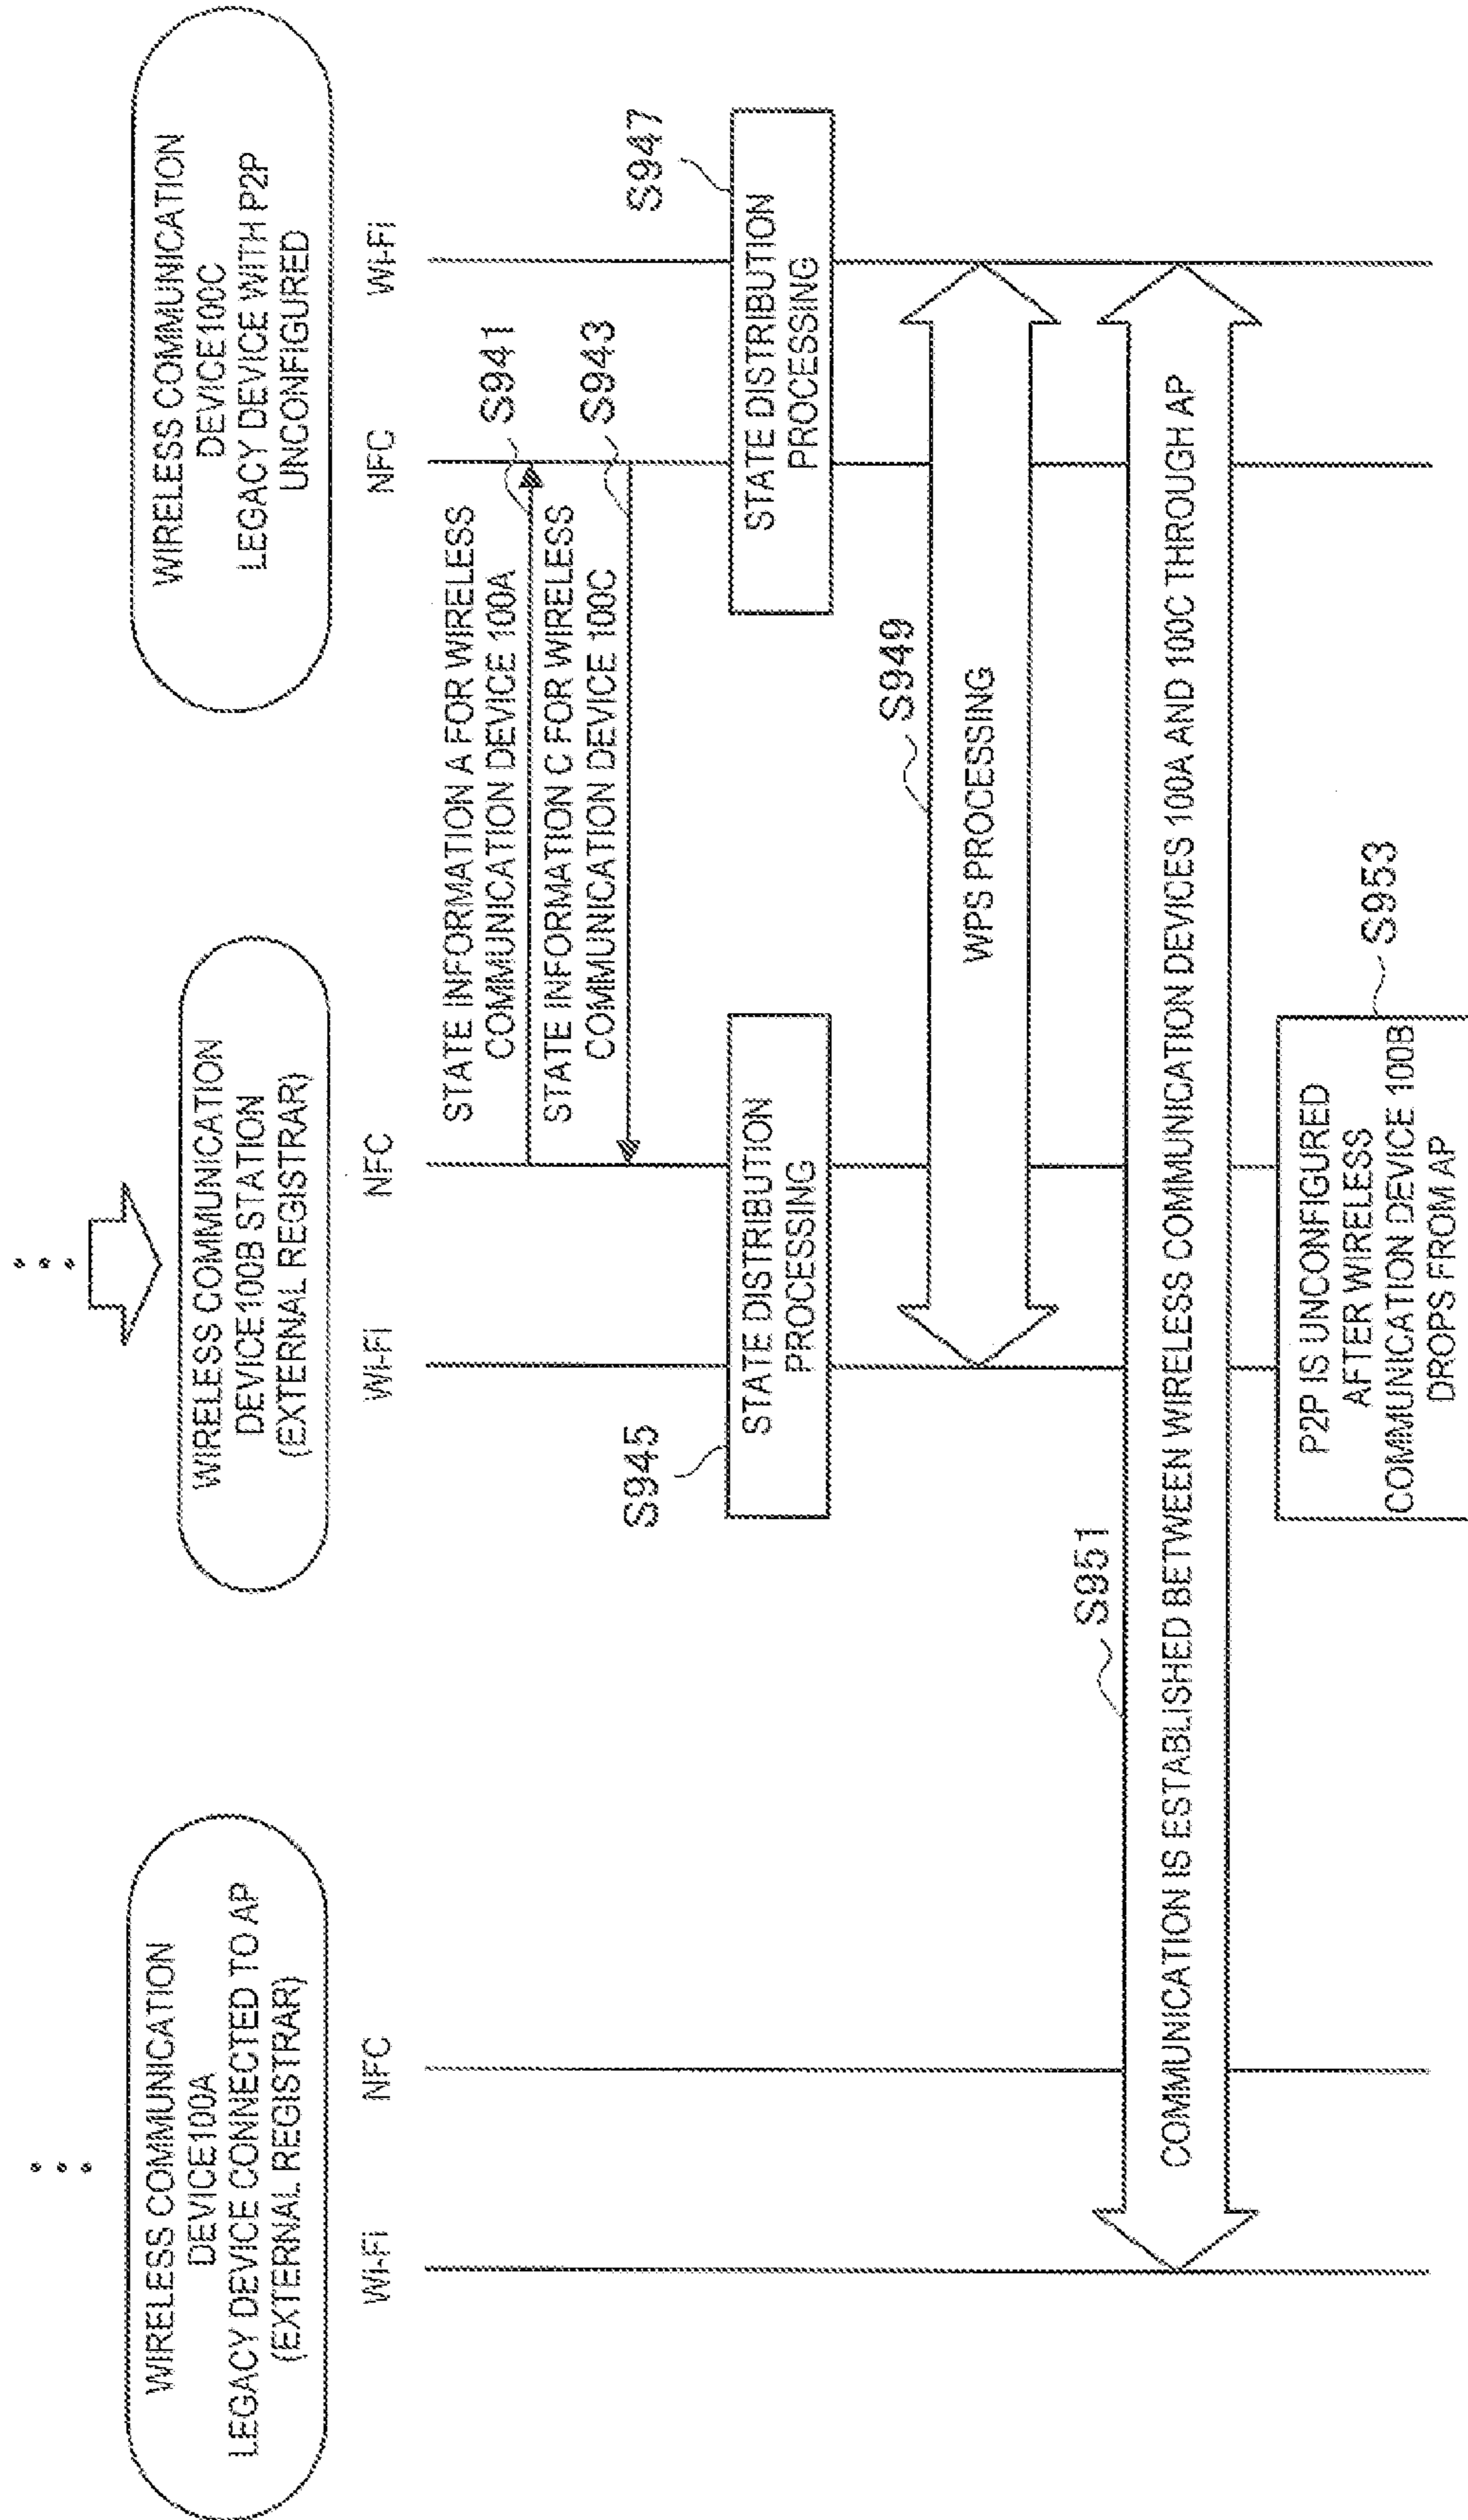 WIRELESS COMMUNICATION
DEVICE100A
LEGACY DEVICE CONNECTED TO AP
(EXTERNAL REGISTRAR)
WIRELESS COMMUNICATION
DEVICE100B STATION
(EXTERNAL REGISTRAR)
WIRELESS COMMUNICATION
DEVICE100C
LEGACY DEVICE WITH P2P
UNCONFIGURED
Wi-Fi
NFC
Wi-Fi
NFC
NFC
Wi-Fi
STATE INFORMATION A FOR WIRELESS
COMMUNICATION DEVICE 100A
S941
STATE INFORMATION C FOR WIRELESS
COMMUNICATION DEVICE 100C
S943
S945
STATE DISTRIBUTION
PROCESSING
STATE DISTRIBUTION
PROCESSING
S947
S949
WPS PROCESSING
S951
COMMUNICATION IS ESTABLISHED BETWEEN WIRELESS COMMUNICATION DEVICES 100A AND 100C THROUGH AP
P2P IS UNCONFIGURED
AFTER WIRELESS
COMMUNICATION DEVICE 100B
DROPS FROM AP
S953